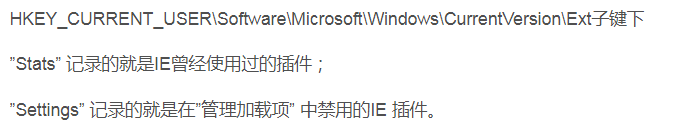 HKEY_CURRENT_USER\Software\Microsoft\Windows\CurrentVersion\Ext子键下
”Stats” 记录的就是IE曾经使用过的插件；
”Settings” 记录的就是在”管理加载项” 中禁用的IE 插件。